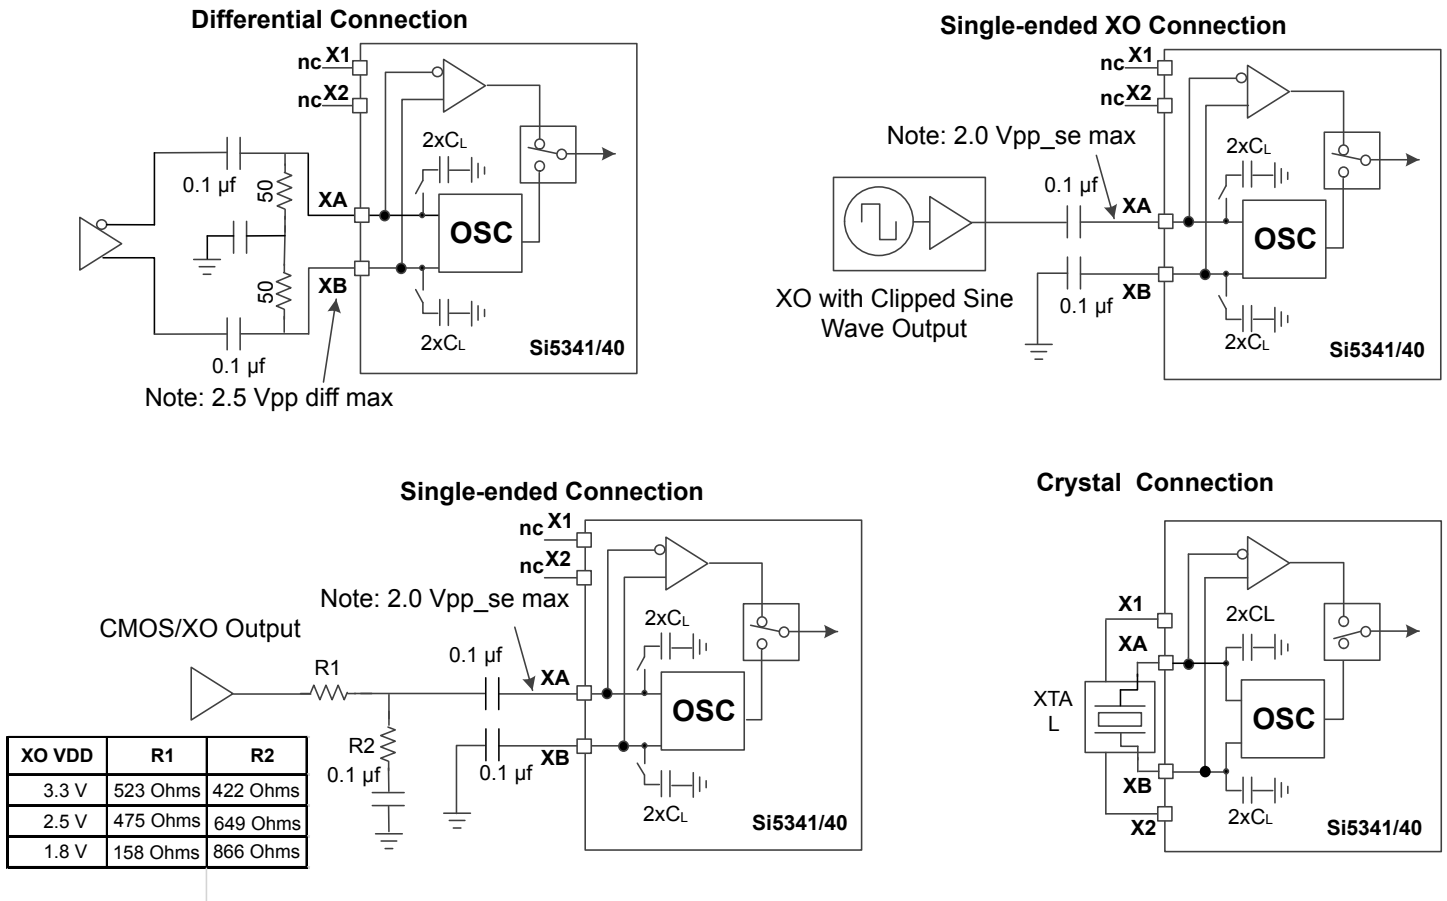 Differential Connection
nc X1
nc X2
2xCL
0.1 µf
50
XA
OSC
50
XB
2xCL
0.1 µf
Si5341/40
Note: 2.5 Vpp diff max
Single-ended XO Connection
nc X1
nc X2
Note: 2.0 Vpp_se max
2xCL
0.1 µf
XA
OSC
XB
0.1 µf
XO with Clipped Sine
Wave Output
2xCL
Si5341/40
Single-ended Connection
nc X1
nc X2
Note: 2.0 Vpp_se max
CMOS/XO Output
2xCL
0.1 µf
R1
XA
OSC
R2
XB
0.1 µf
0.1 µf
2xCL
Si5341/40
XO VDD R1 R2
3.3 V 523 Ohms 422 Ohms
2.5 V 475 Ohms 649 Ohms
1.8 V 158 Ohms 866 Ohms
Crystal Connection
X1
2xCL
XA
XTA
L
OSC
XB
2xCL
X2
Si5341/40